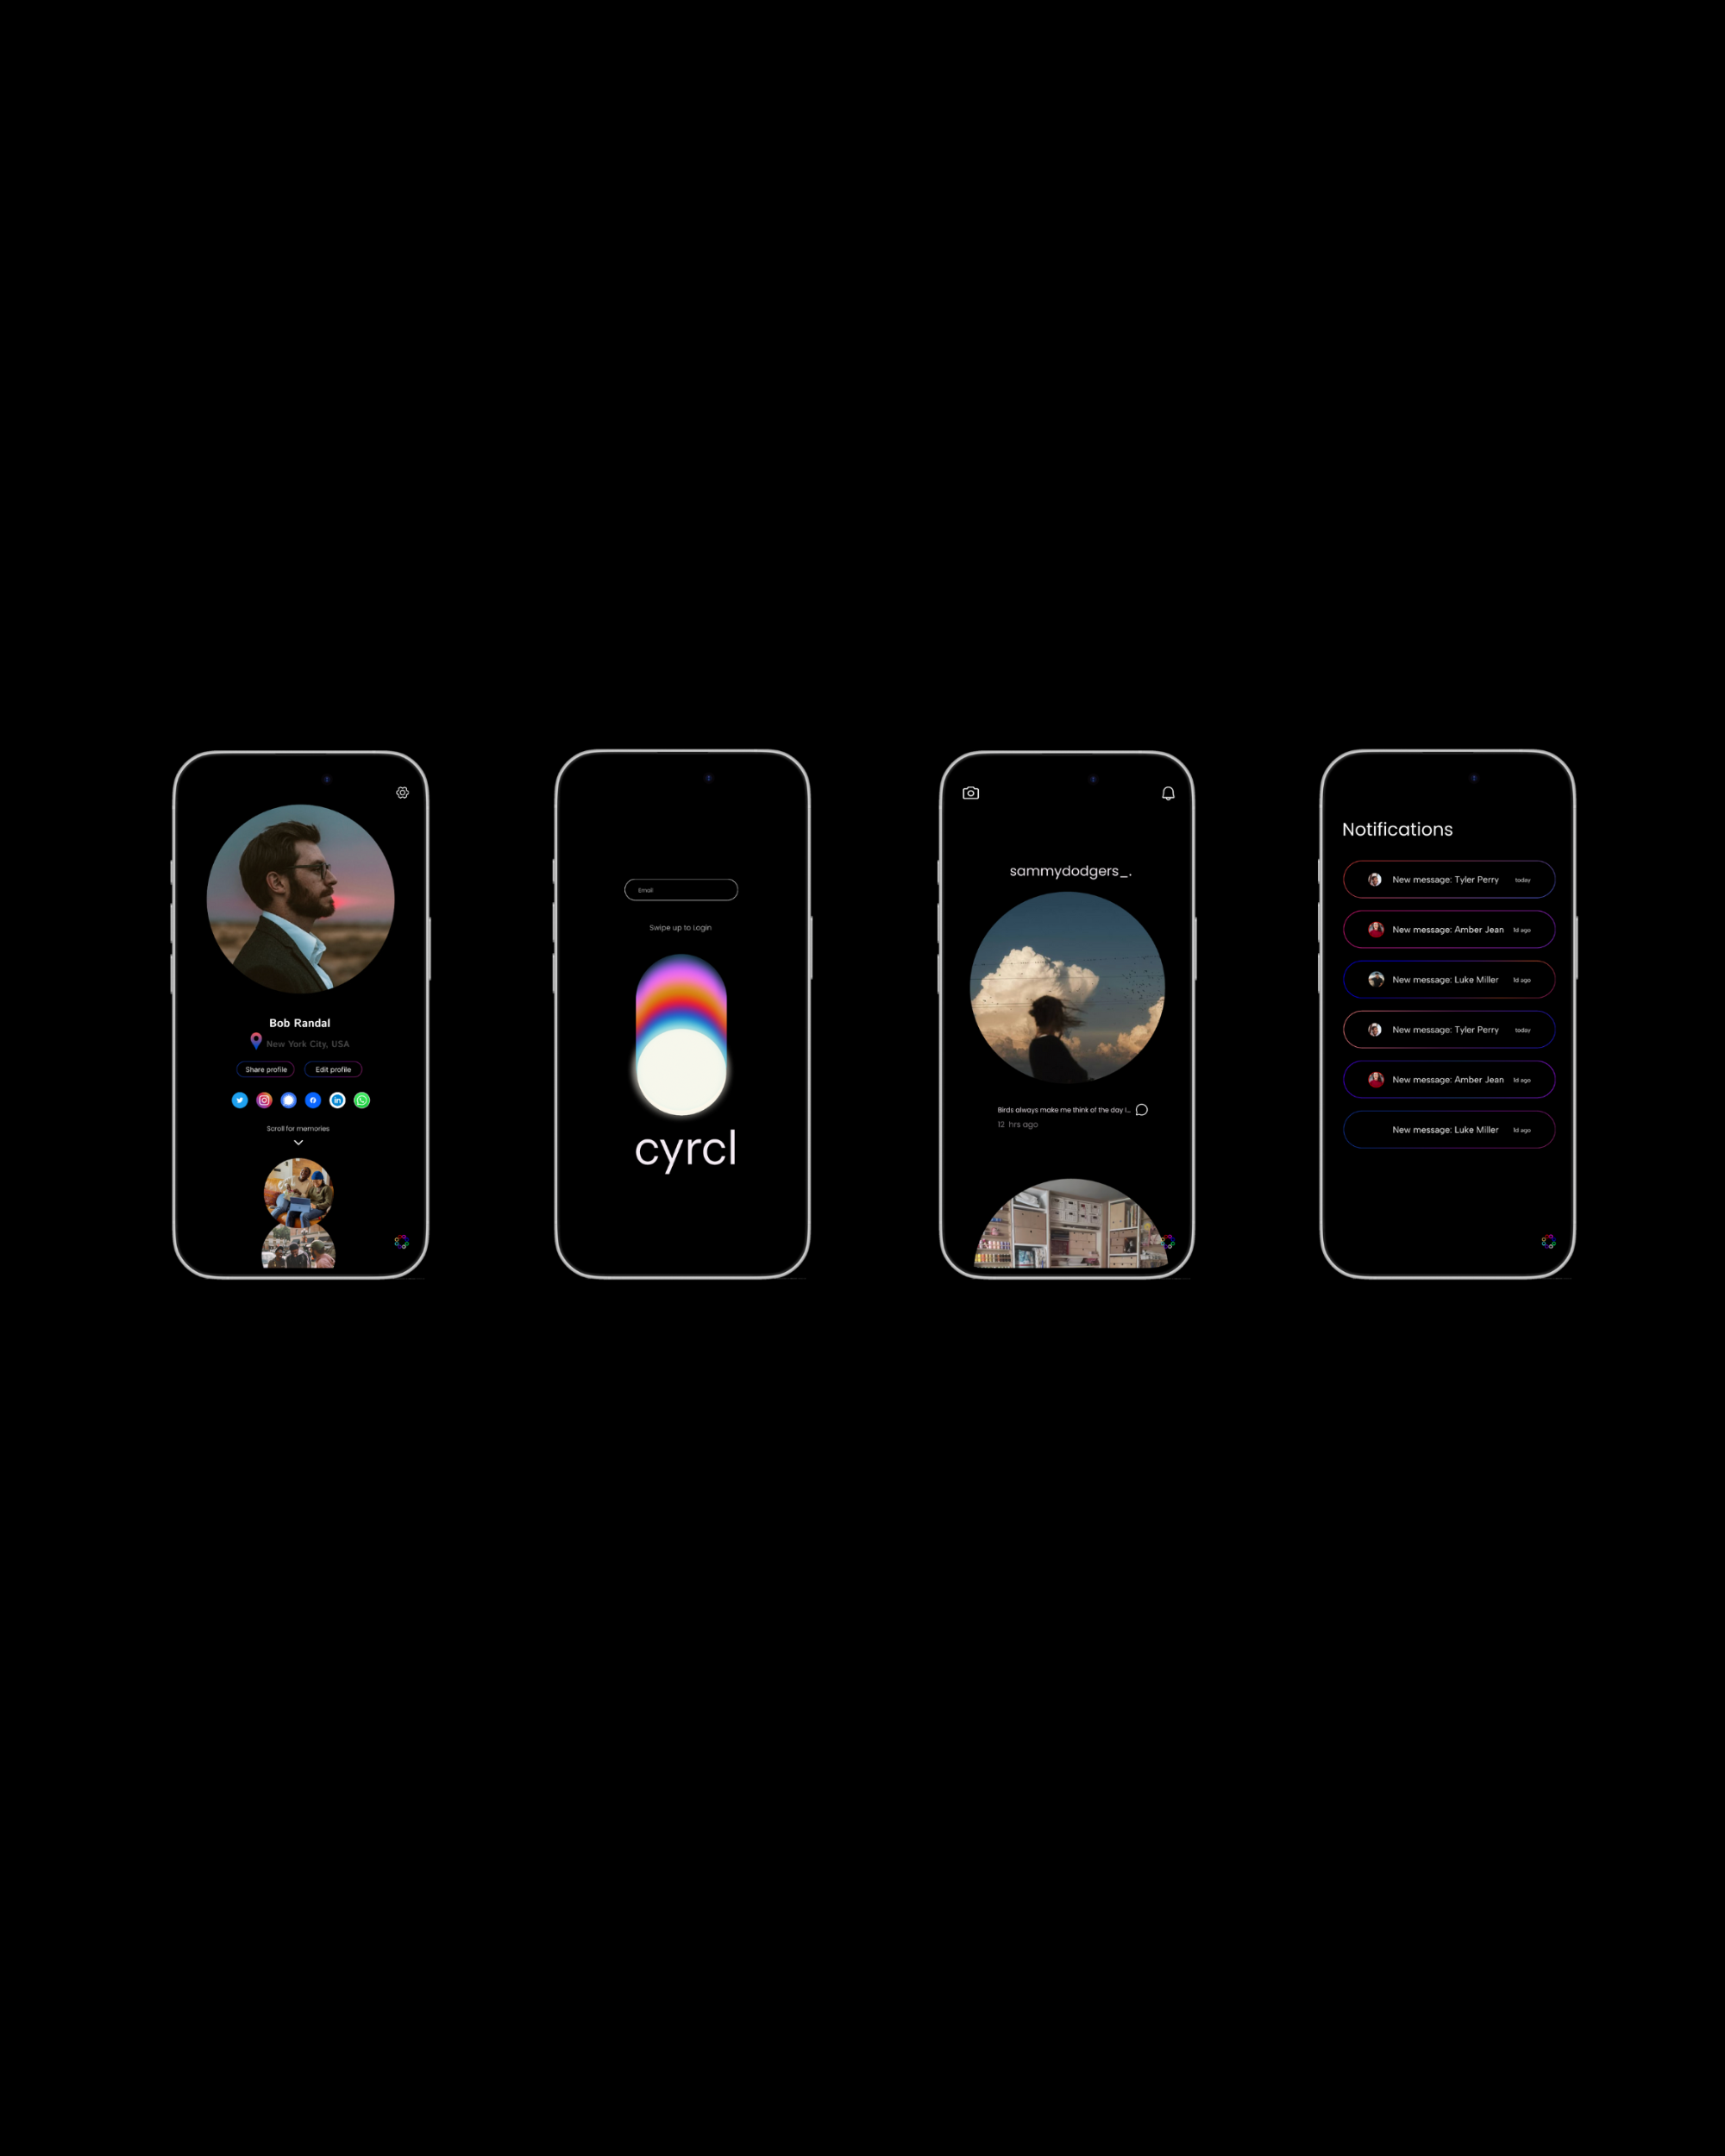 Bob Randal
New York City, USA
Share profile
Edit profile
Scroll for memories
Email
Swipe up to Login
cyrcl
sammydodgers_.
Birds always make me think of the day I...
12 hrs ago
Notifications
New message: Tyler Perry today
New message: Amber Jean 1d ago
New message: Luke Miller 1d ago
New message: Tyler Perry today
New message: Amber Jean 1d ago
New message: Luke Miller 1d ago